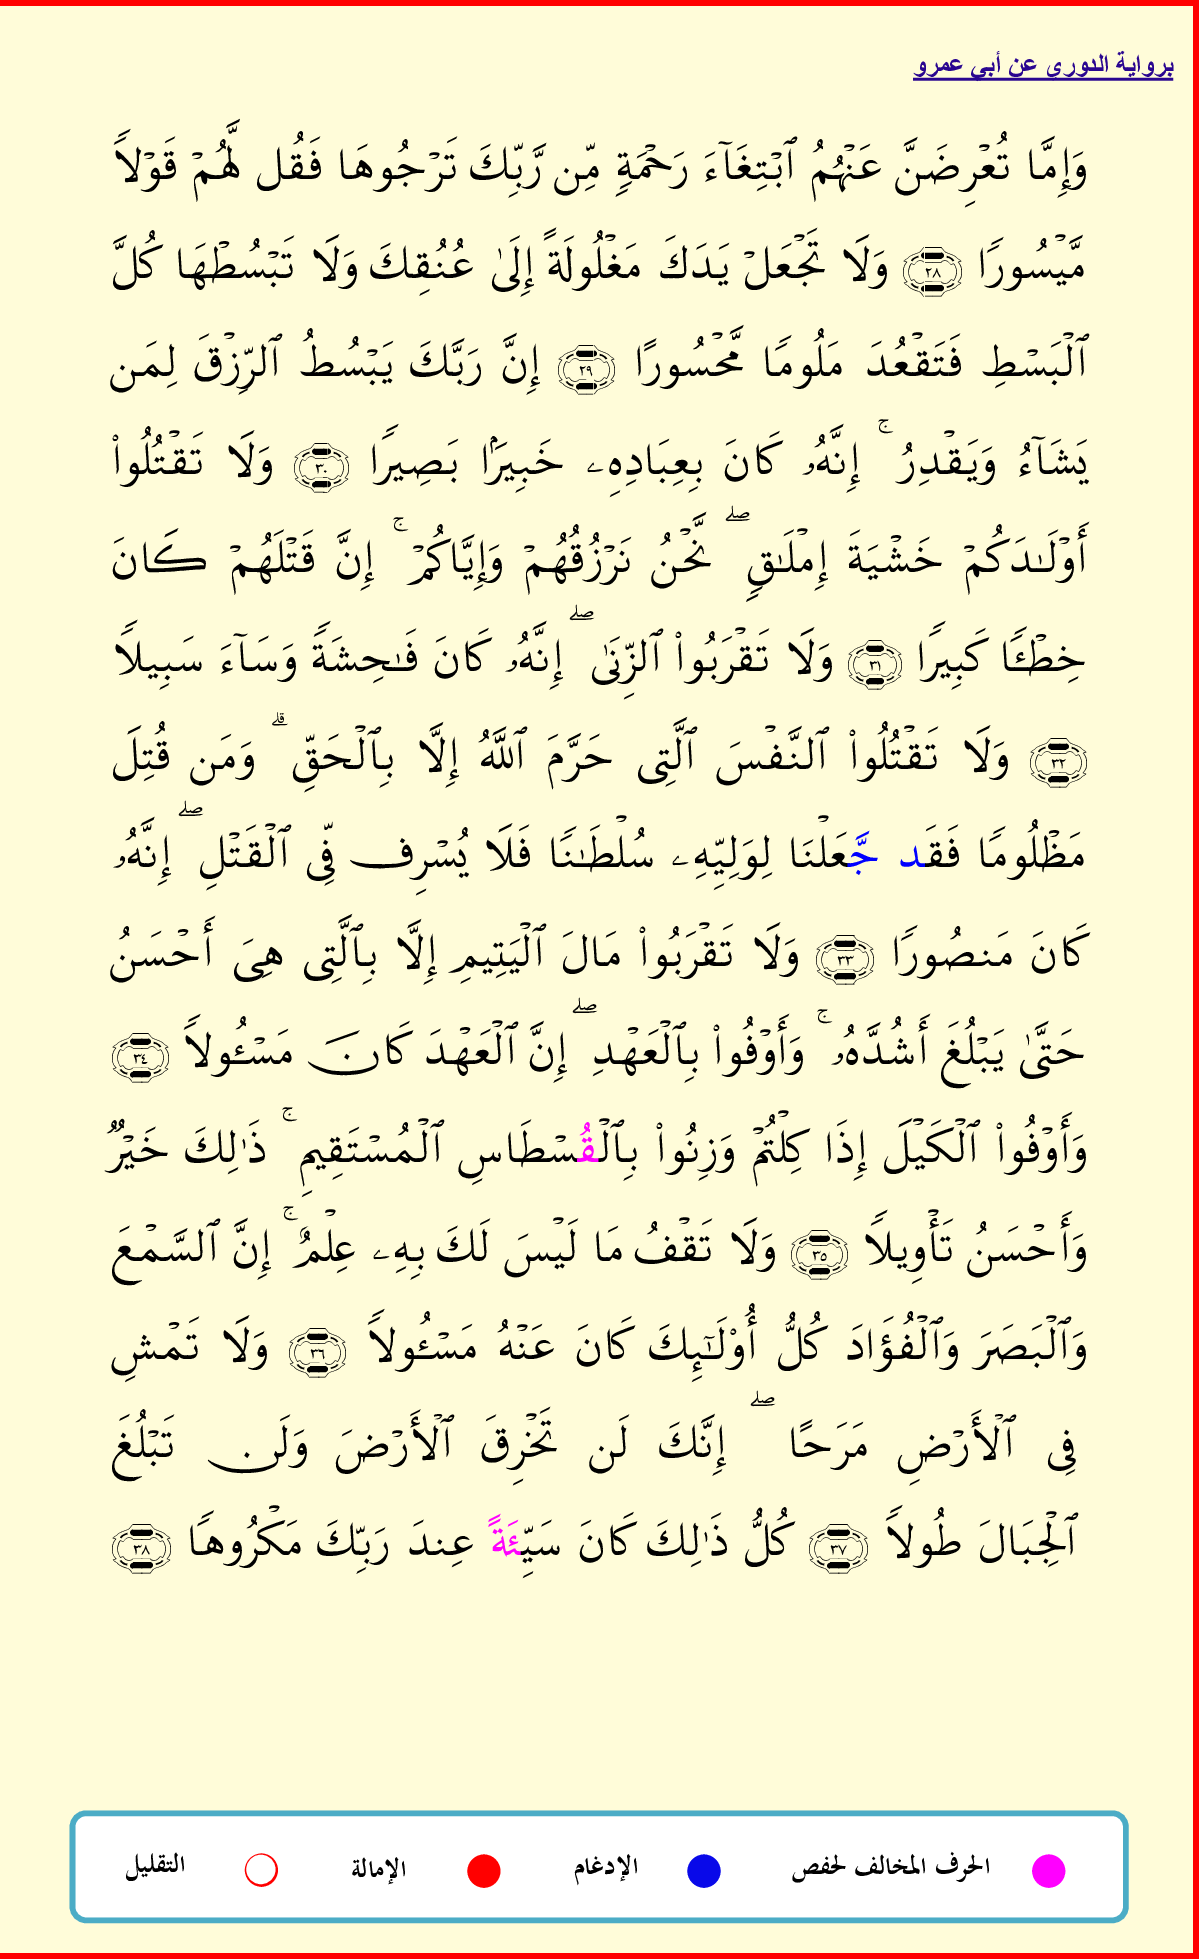 برواية الدورى عن أبى عمرو
وَإِمَّا تُعْرِضَنَّ عَنْهُمُ ٱبْتِغَآءَ رَحْمَةٍ مِّن رَّبِّكَ تَرْجُوهَا فَقُل لَّهُمْ قَوْلاً
مَّيْسُورًا ٢٨ وَلَا تَجْعَلْ يَدَكَ مَغْلُولَةً إِلَىٰ عُنُقِكَ وَلَا تَبْسُطْهَا كُلَّ
ٱلْبَسْطِ فَتَقْعُدَ مَلُومًا مَّحْسُورًا ٢٩ إِنَّ رَبَّكَ يَبْسُطُ ٱلرِّزْقَ لِمَن
يَشَآءُ وَيَقْدِرُ ۚ إِنَّهُۥ كَانَ بِعِبَادِهِۦ خَبِيرَۢا بَصِيرًا ٣٠ وَلَا تَقْتُلُوا۟
أَوْلَـٰدَكُمْ خَشْيَةَ إِمْلَـٰقٍ ۖ نَّحْنُ نَرْزُقُهُمْ وَإِيَّاكُمْ ۚ إِنَّ قَتْلَهُمْ كَانَ
خِطْـًٔا كَبِيرًا ٣١ وَلَا تَقْرَبُوا۟ ٱلزِّنَىٰ ۖ إِنَّهُۥ كَانَ فَـٰحِشَةً وَسَآءَ سَبِيلاً
٣٢ وَلَا تَقْتُلُوا۟ ٱلنَّفْسَ ٱلَّتِى حَرَّمَ ٱللَّهُ إِلَّا بِٱلْحَقِّ ۗ وَمَن قُتِلَ
مَظْلُومًا فَقَد جَّعَلْنَا لِوَلِيِّهِۦ سُلْطَـٰنًا فَلَا يُسْرِف فِّى ٱلْقَتْلِ ۖ إِنَّهُۥ
كَانَ مَنصُورًا ٣٣ وَلَا تَقْرَبُوا۟ مَالَ ٱلْيَتِيمِ إِلَّا بِٱلَّتِى هِىَ أَحْسَنُ
حَتَّىٰ يَبْلُغَ أَشُدَّهُۥ ۚ وَأَوْفُوا۟ بِٱلْعَهْدِ ۖ إِنَّ ٱلْعَهْدَ كَانَ مَسْـُٔولاً ٣٤
وَأَوْفُوا۟ ٱلْكَيْلَ إِذَا كِلْتُمْ وَزِنُوا۟ بِٱلْقُسْطَاسِ ٱلْمُسْتَقِيمِ ۚ ذَٰلِكَ خَيْرٌ
وَأَحْسَنُ تَأْوِيلاً ٣٥ وَلَا تَقْفُ مَا لَيْسَ لَكَ بِهِۦ عِلْمٌ ۚ إِنَّ ٱلسَّمْعَ
وَٱلْبَصَرَ وَٱلْفُؤَادَ كُلُّ أُو۟لَـٰٓئِكَ كَانَ عَنْهُ مَسْـُٔولاً ٣٦ وَلَا تَمْشِ
فِى ٱلْأَرْضِ مَرَحًا ۖ إِنَّكَ لَن تَخْرِقَ ٱلْأَرْضَ وَلَن تَبْلُغَ
ٱلْجِبَالَ طُولاً ٣٧ كُلُّ ذَٰلِكَ كَانَ سَيِّئَةً عِندَ رَبِّكَ مَكْرُوهًا ٣٨
الحرف المخالف لحفص الإدغام الإمالة التقليل